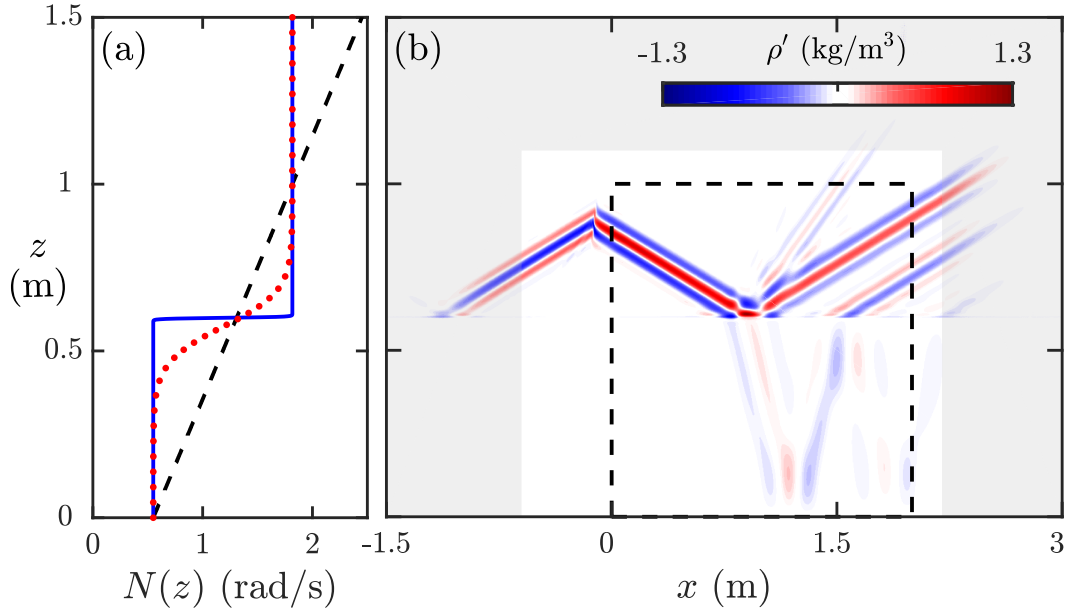 (a)
1.5
1
z
(m)
0.5
0
0
1
2
N(z) (rad/s)
(b)
ρ′ (kg/m³)
-1.3
1.3
-1.5
0
1.5
3
x (m)